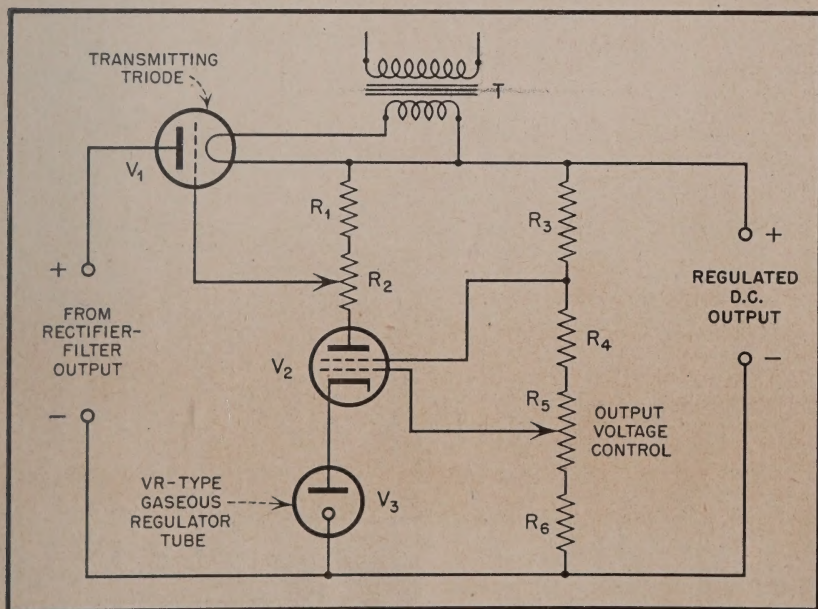 TRANSMITTING
TRIODE
T
V1
R1
R3
+
+
R2
REGULATED
D.C.
OUTPUT
FROM
RECTIFIER-
FILTER
OUTPUT
V2
R4
−
R5
OUTPUT
VOLTAGE
CONTROL
−
VR-TYPE
GASEOUS
REGULATOR
TUBE
V3
R6